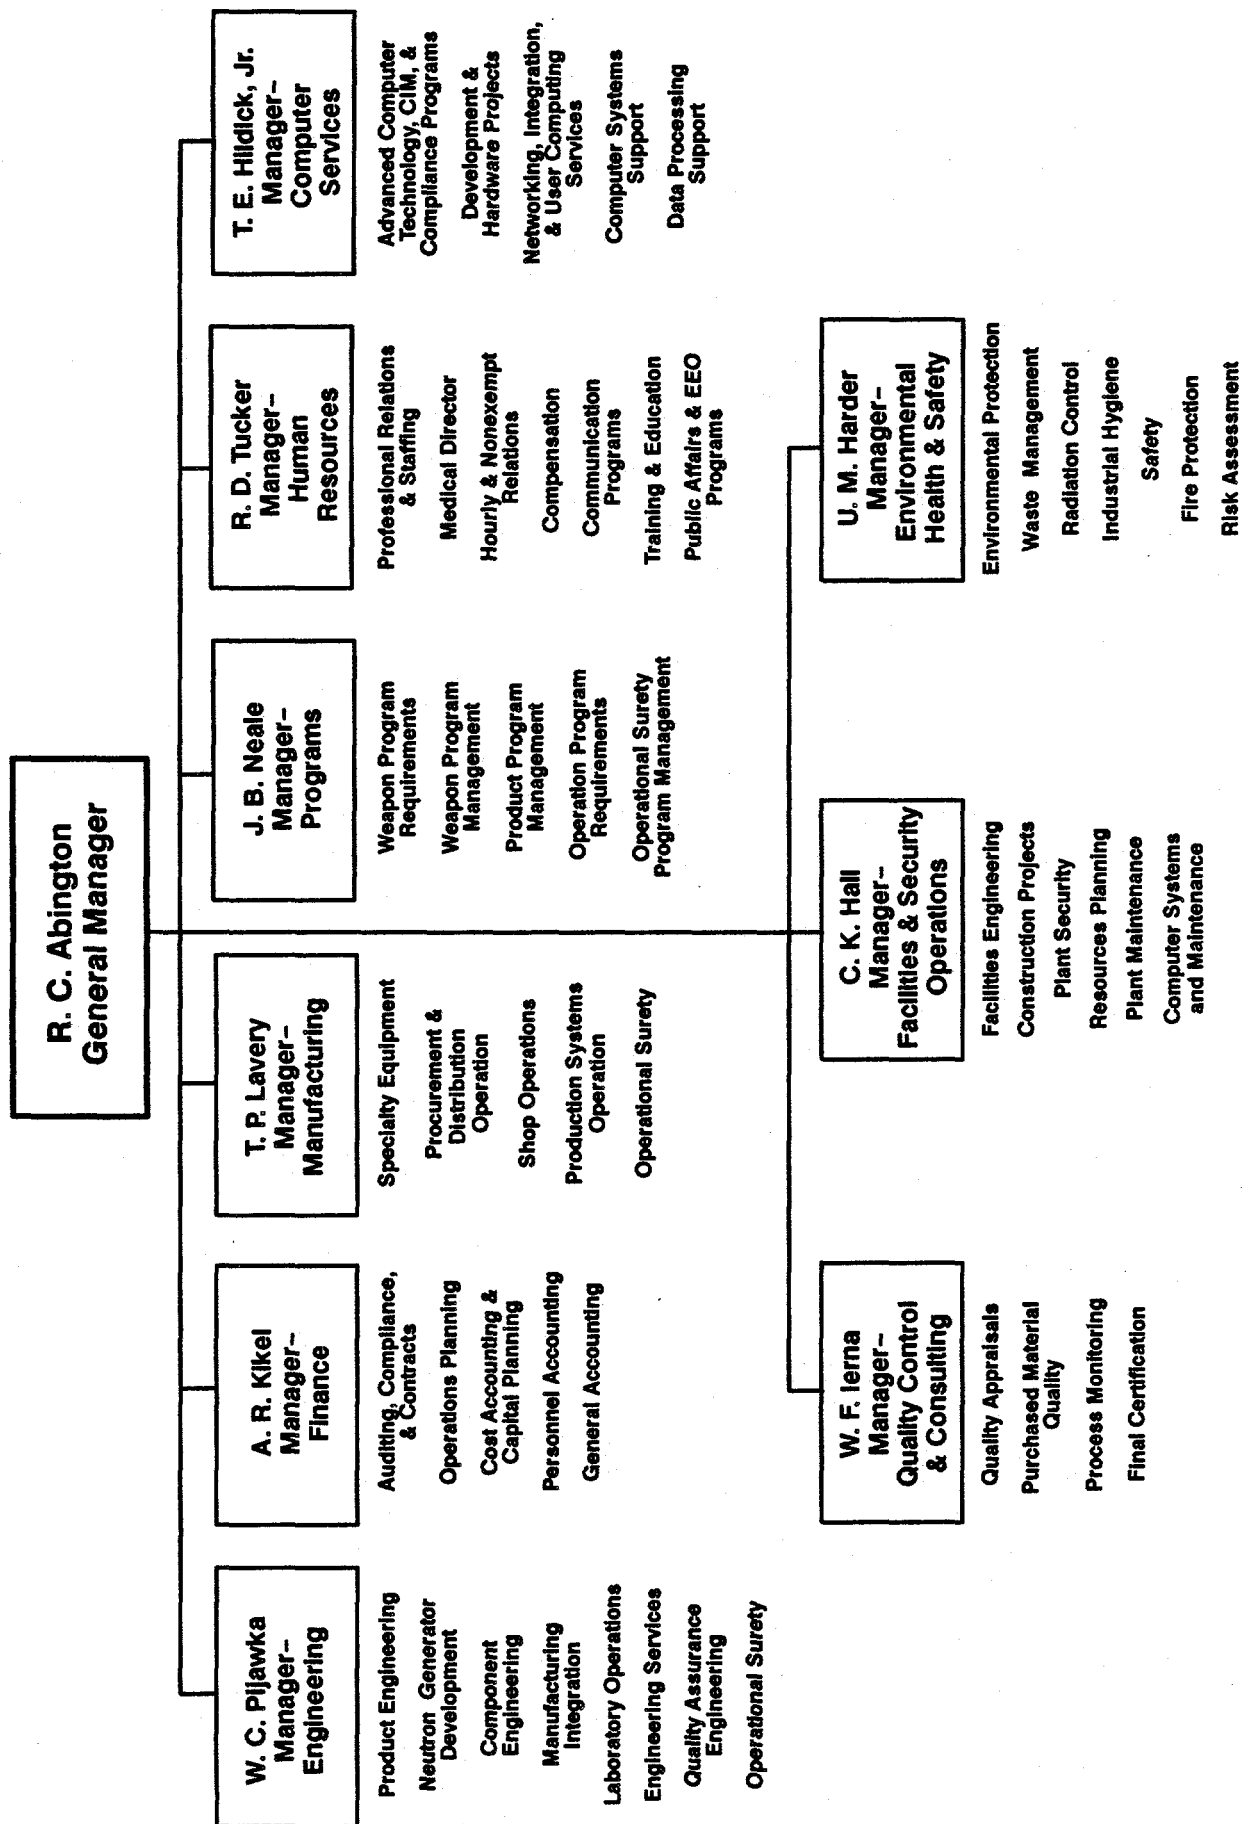 R. C. Abington
General Manager
W. C. Pijawka
Manager–
Engineering
Product Engineering
Neutron Generator
Development
Component
Engineering
Manufacturing
Integration
Laboratory Operations
Engineering Services
Quality Assurance
Engineering
Operational Surety
A. R. Kikel
Manager–
Finance
Auditing, Compliance,
& Contracts
Operations Planning
Cost Accounting &
Capital Planning
Personnel Accounting
General Accounting
T. P. Lavery
Manager–
Manufacturing
Specialty Equipment
Procurement &
Distribution
Operation
Shop Operations
Production Systems
Operation
Operational Surety
J. B. Neale
Manager–
Programs
Weapon Program
Requirements
Weapon Program
Management
Product Program
Management
Operation Program
Requirements
Operational Surety
Program Management
R. D. Tucker
Manager–
Human
Resources
Professional Relations
& Staffing
Medical Director
Hourly & Nonexempt
Relations
Compensation
Communication
Programs
Training & Education
Public Affairs & EEO
Programs
T. E. Hildick, Jr.
Manager–
Computer
Services
Advanced Computer
Technology, CIM, &
Compliance Programs
Development &
Hardware Projects
Networking, Integration,
& User Computing
Services
Computer Systems
Support
Data Processing
Support
W. F. Ierna
Manager–
Quality Control
& Consulting
Quality Appraisals
Purchased Material
Quality
Process Monitoring
Final Certification
C. K. Hall
Manager–
Facilities & Security
Operations
Facilities Engineering
Construction Projects
Plant Security
Resources Planning
Plant Maintenance
Computer Systems
and Maintenance
U. M. Harder
Manager–
Environmental
Health & Safety
Environmental Protection
Waste Management
Radiation Control
Industrial Hygiene
Safety
Fire Protection
Risk Assessment